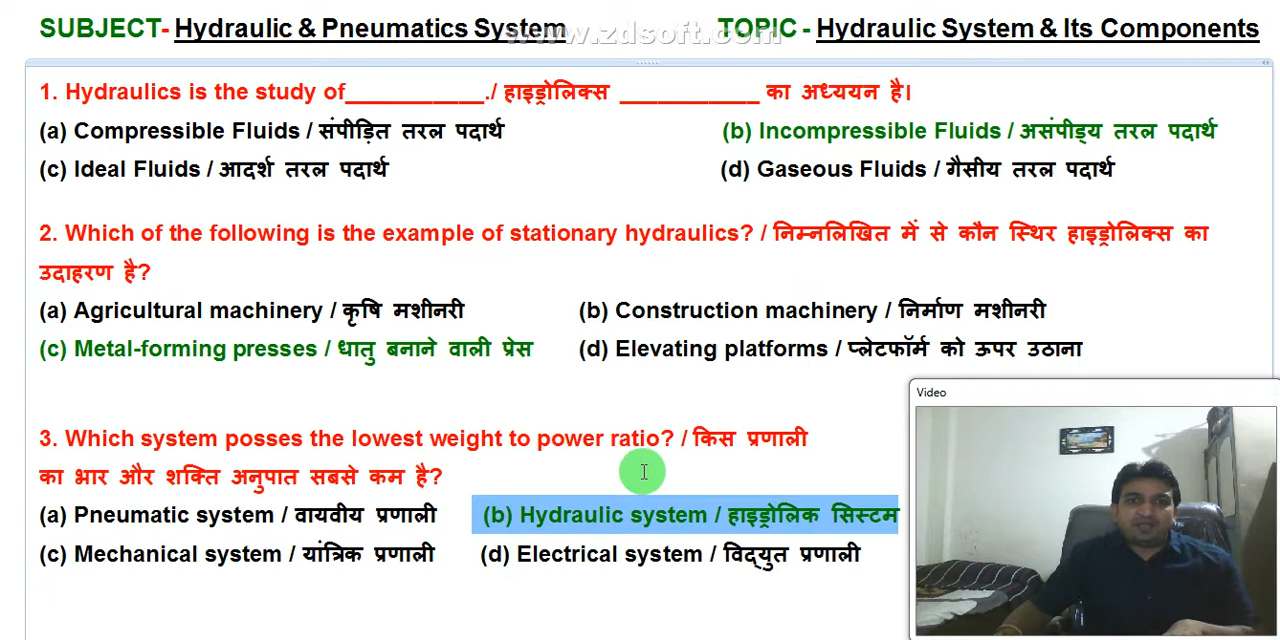 SUBJECT- Hydraulic & Pneumatics System TOPIC - Hydraulic System & Its Components
www.zdsoft.com
1. Hydraulics is the study of___________./ हाइड्रोलिक्स ___________ का अध्ययन है।
(a) Compressible Fluids / संपीड़ित तरल पदार्थ (b) Incompressible Fluids / असंपीड्य तरल पदार्थ
(c) Ideal Fluids / आदर्श तरल पदार्थ (d) Gaseous Fluids / गैसीय तरल पदार्थ
2. Which of the following is the example of stationary hydraulics? / निम्नलिखित में से कौन स्थिर हाइड्रोलिक्स का
उदाहरण है?
(a) Agricultural machinery / कृषि मशीनरी (b) Construction machinery / निर्माण मशीनरी
(c) Metal-forming presses / धातु बनाने वाली प्रेस (d) Elevating platforms / प्लेटफॉर्म को ऊपर उठाना
Video
3. Which system posses the lowest weight to power ratio? / किस प्रणाली
का भार और शक्ति अनुपात सबसे कम है?
(a) Pneumatic system / वायवीय प्रणाली (b) Hydraulic system / हाइड्रोलिक सिस्टम
(c) Mechanical system / यांत्रिक प्रणाली (d) Electrical system / विद्युत प्रणाली